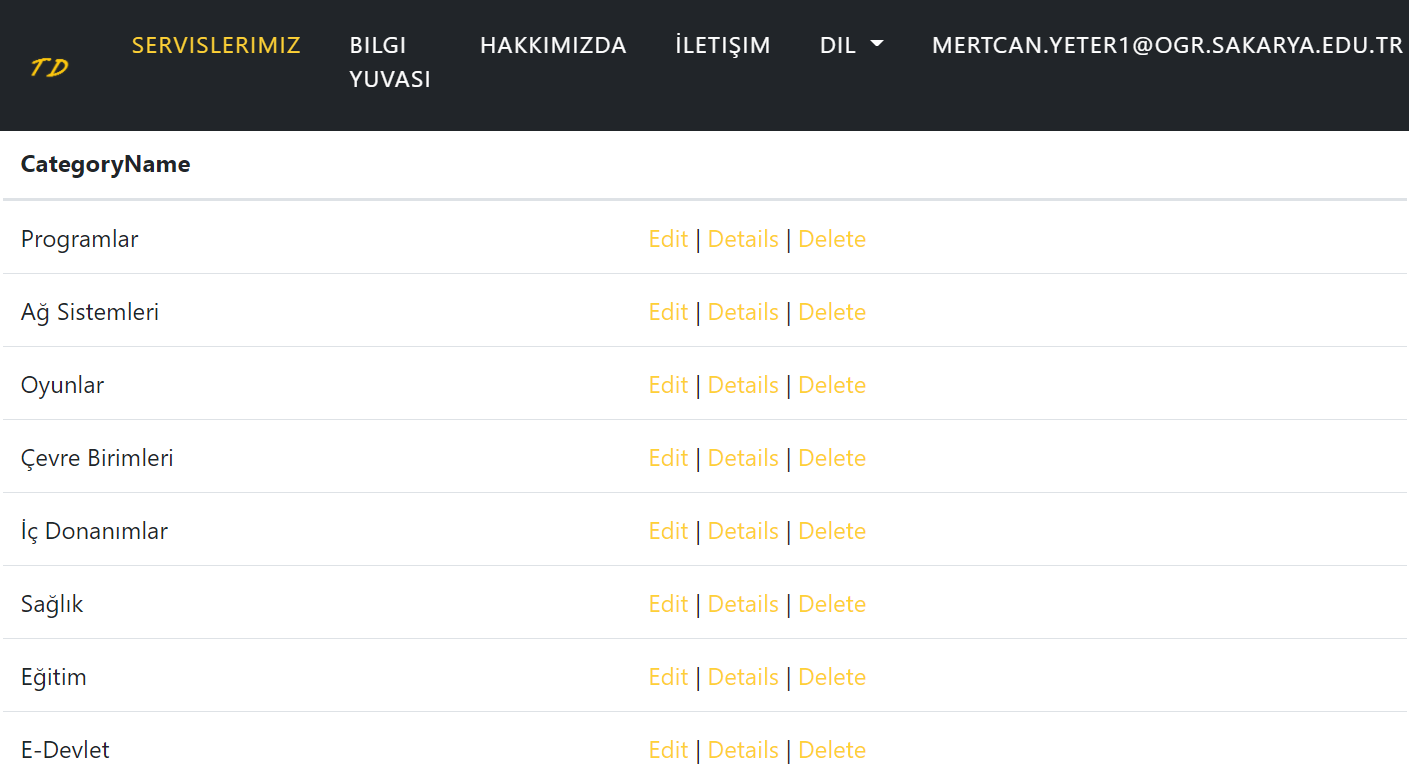 TD
SERVISLERIMIZ
BILGI
YUVASI
HAKKIMIZDA
İLETIŞIM
DIL
MERTCAN.YETER1@OGR.SAKARYA.EDU.TR
CategoryName
Programlar Edit | Details | Delete
Ağ Sistemleri Edit | Details | Delete
Oyunlar Edit | Details | Delete
Çevre Birimleri Edit | Details | Delete
İç Donanımlar Edit | Details | Delete
Sağlık Edit | Details | Delete
Eğitim Edit | Details | Delete
E-Devlet Edit | Details | Delete